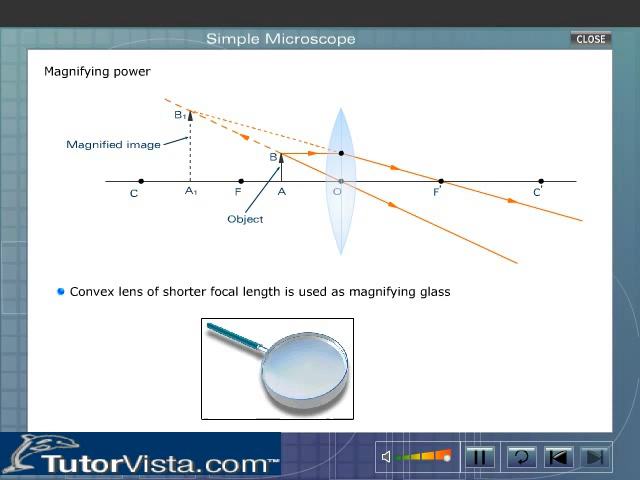 Simple Microscope
CLOSE
Magnifying power
B₁
Magnified image
B
C
A₁
F
A
O
F'
C'
Object
Convex lens of shorter focal length is used as magnifying glass
TutorVista.com™